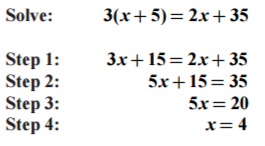 Solve: 3(x + 5) = 2x + 35
Step 1: 3x + 15 = 2x + 35
Step 2: 5x + 15 = 35
Step 3: 5x = 20
Step 4: x = 4